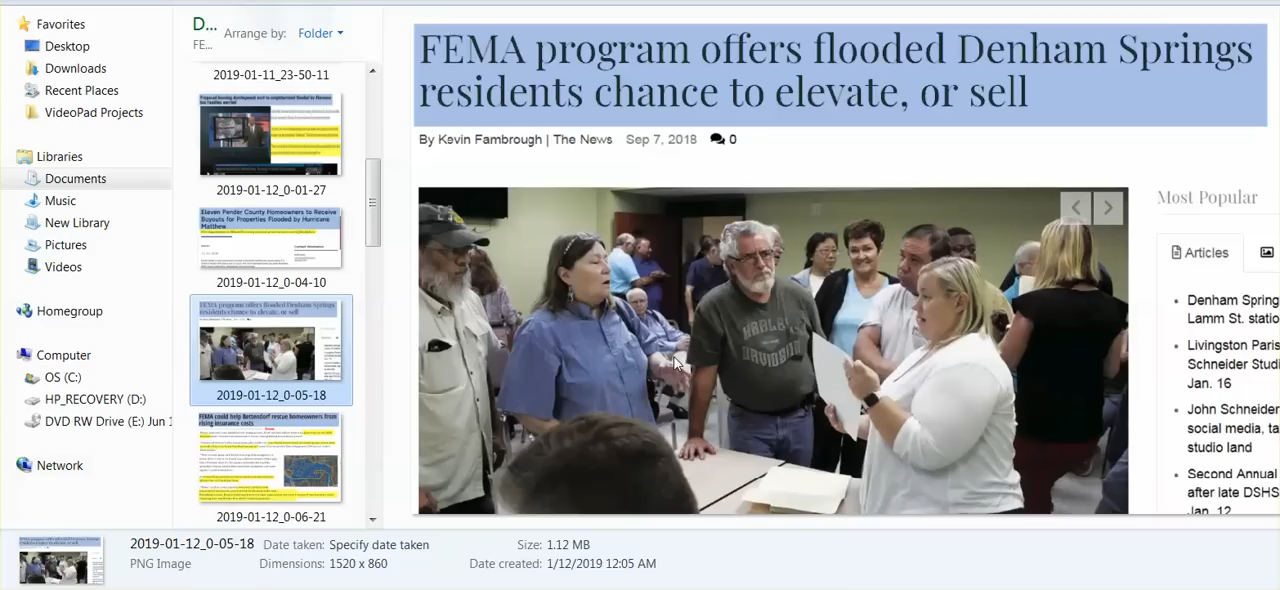 Favorites
Desktop
Downloads
Recent Places
VideoPad Projects
Libraries
Documents
Music
New Library
Pictures
Videos
Homegroup
Computer
OS (C:)
HP_RECOVERY (D:)
DVD RW Drive (E:) Jun 1
Network
D...
FE...
Arrange by: Folder
2019-01-11_23-50-11
2019-01-12_0-01-27
Eleven Pender County Homeowners to Receive
Buyouts for Properties Flooded by Hurricane
Matthew
2019-01-12_0-04-10
FEMA program offers flooded Denham Springs
residents chance to elevate, or sell
2019-01-12_0-05-18
FEMA could help Bettendorf rescue homeowners from
rising insurance costs
2019-01-12_0-06-21
FEMA program offers flooded Denham Springs
residents chance to elevate, or sell
By Kevin Fambrough | The News Sep 7, 2018 0
HARLEY
DAVIDSON
Most Popular
Articles
Denham Spring
Lamm St. statio
Livingston Paris
Schneider Studi
Jan. 16
John Schneider
social media, ta
studio land
Second Annual
after late DSHS
Jan. 12
2019-01-12_0-05-18 Date taken: Specify date taken Size: 1.12 MB
PNG Image Dimensions: 1520 x 860 Date created: 1/12/2019 12:05 AM